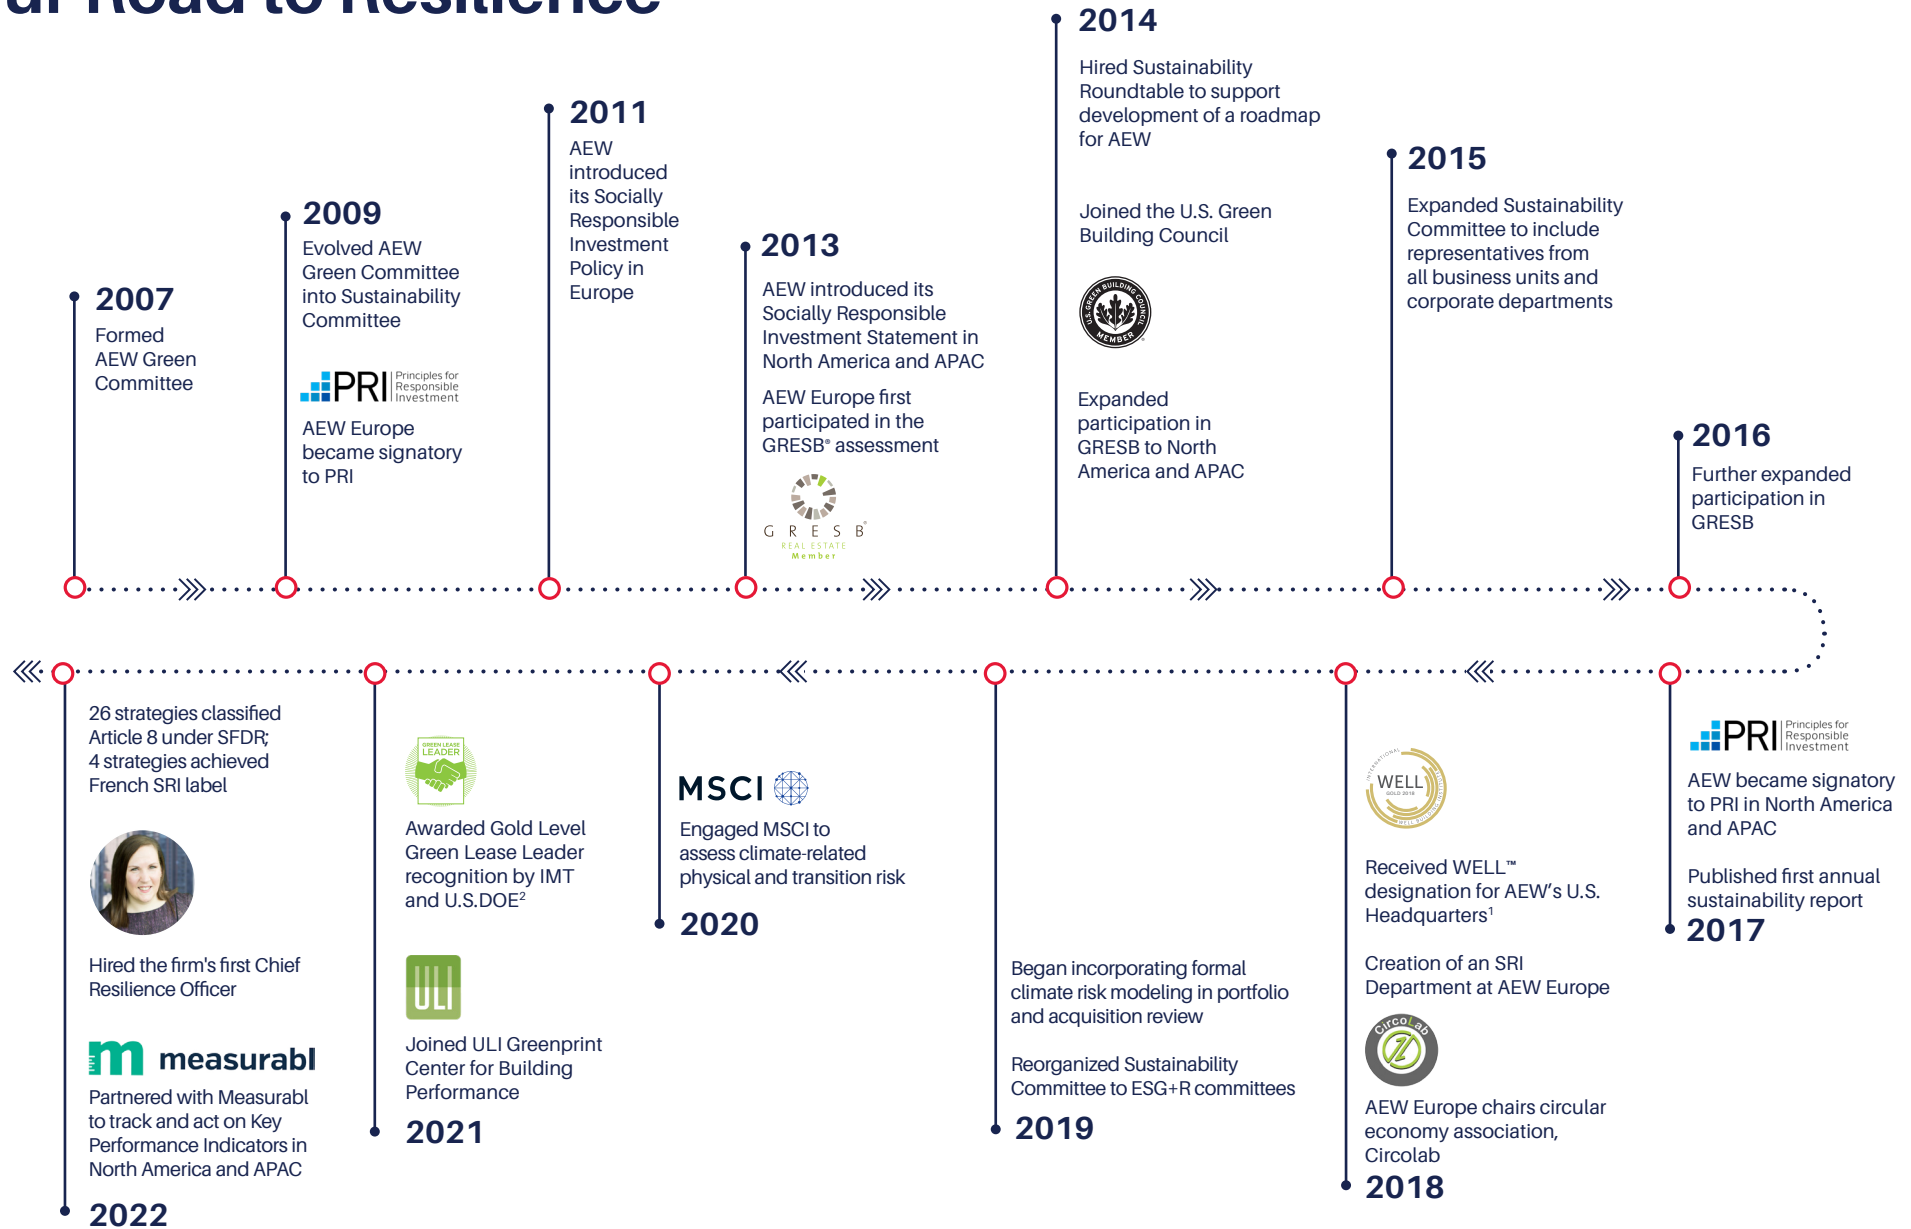 ur Road to Resilience
2007
Formed
AEW Green
Committee
2009
Evolved AEW
Green Committee
into Sustainability
Committee
PRI Principles for
Responsible
Investment
AEW Europe
became signatory
to PRI
2011
AEW
introduced
its Socially
Responsible
Investment
Policy in
Europe
2013
AEW introduced its
Socially Responsible
Investment Statement in
North America and APAC
AEW Europe first
participated in the
GRESB® assessment
GRESB®
REAL ESTATE
Member
2014
Hired Sustainability
Roundtable to support
development of a roadmap
for AEW
Joined the U.S. Green
Building Council
U.S. GREEN BUILDING COUNCIL
MEMBER
Expanded
participation in
GRESB to North
America and APAC
2015
Expanded Sustainability
Committee to include
representatives from
all business units and
corporate departments
2016
Further expanded
participation in
GRESB
PRI Principles for
Responsible
Investment
AEW became signatory
to PRI in North America
and APAC
Published first annual
sustainability report
2017
INTERNATIONAL
WELL
GOLD 2018
Received WELL™
designation for AEW's U.S.
Headquarters1
Creation of an SRI
Department at AEW Europe
CircoLab
AEW Europe chairs circular
economy association,
Circolab
2018
Began incorporating formal
climate risk modeling in portfolio
and acquisition review
Reorganized Sustainability
Committee to ESG+R committees
2019
MSCI
Engaged MSCI to
assess climate-related
physical and transition risk
2020
GREEN LEASE
LEADER
Awarded Gold Level
Green Lease Leader
recognition by IMT
and U.S.DOE2
ULI
Joined ULI Greenprint
Center for Building
Performance
2021
26 strategies classified
Article 8 under SFDR;
4 strategies achieved
French SRI label
Hired the firm's first Chief
Resilience Officer
m measurabl
Partnered with Measurabl
to track and act on Key
Performance Indicators in
North America and APAC
2022